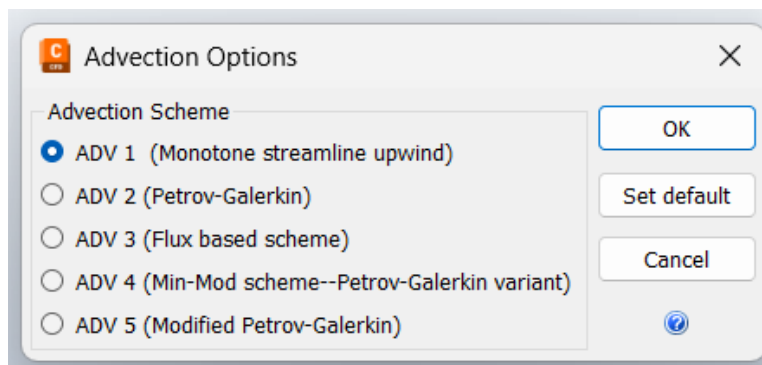 C
CFD
Advection Options
Advection Scheme
ADV 1 (Monotone streamline upwind)
ADV 2 (Petrov-Galerkin)
ADV 3 (Flux based scheme)
ADV 4 (Min-Mod scheme--Petrov-Galerkin variant)
ADV 5 (Modified Petrov-Galerkin)
OK
Set default
Cancel
?